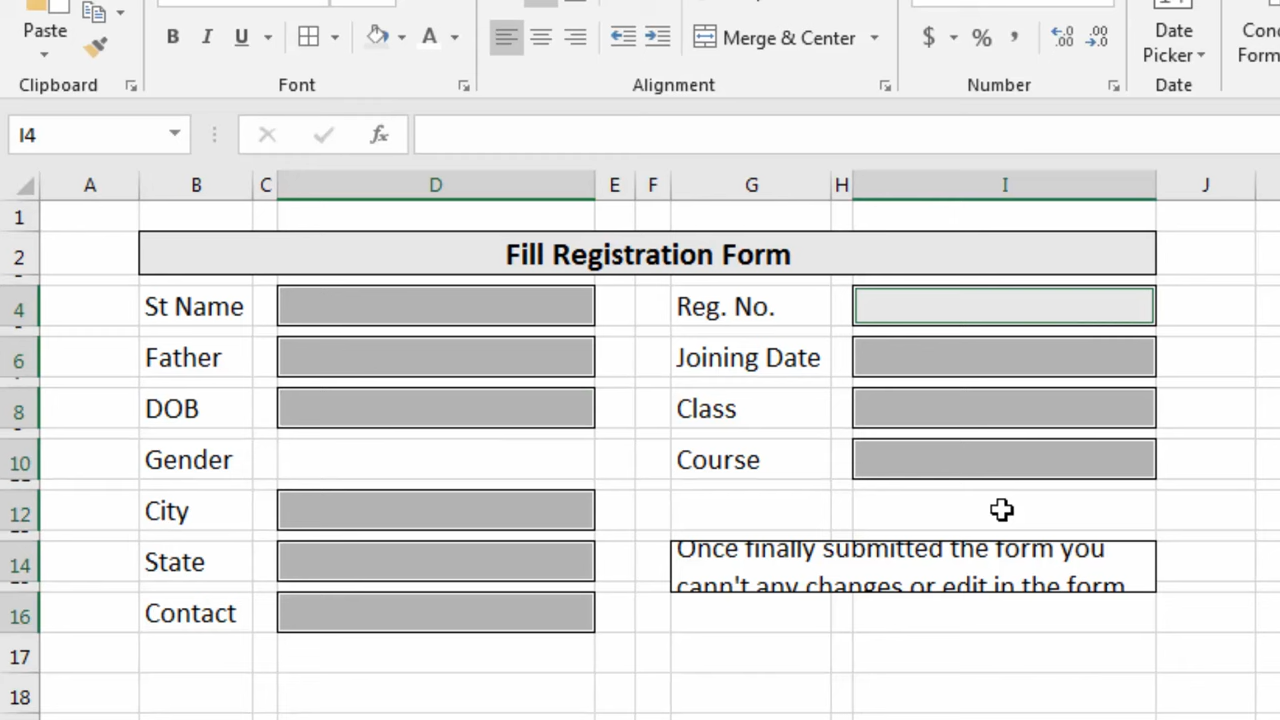 Paste
B I U A
Merge & Center
$ % ,
.00
.0
Date
Picker
Clipboard
Font
Alignment
Number
Date
I4
fx
A B C D E F G H I J
1
2 Fill Registration Form
4 St Name Reg. No.
6 Father Joining Date
8 DOB Class
10 Gender Course
12 City
14 State Once finally submitted the form you
cann't any changes or edit in the form
16 Contact
17
18